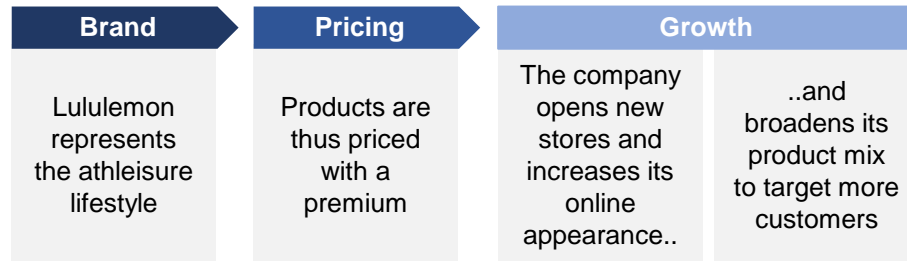 Brand
Lululemon
represents
the athleisure
lifestyle
Pricing
Products are
thus priced
with a
premium
Growth
The company
opens new
stores and
increases its
online
appearance..
..and
broadens its
product mix
to target more
customers